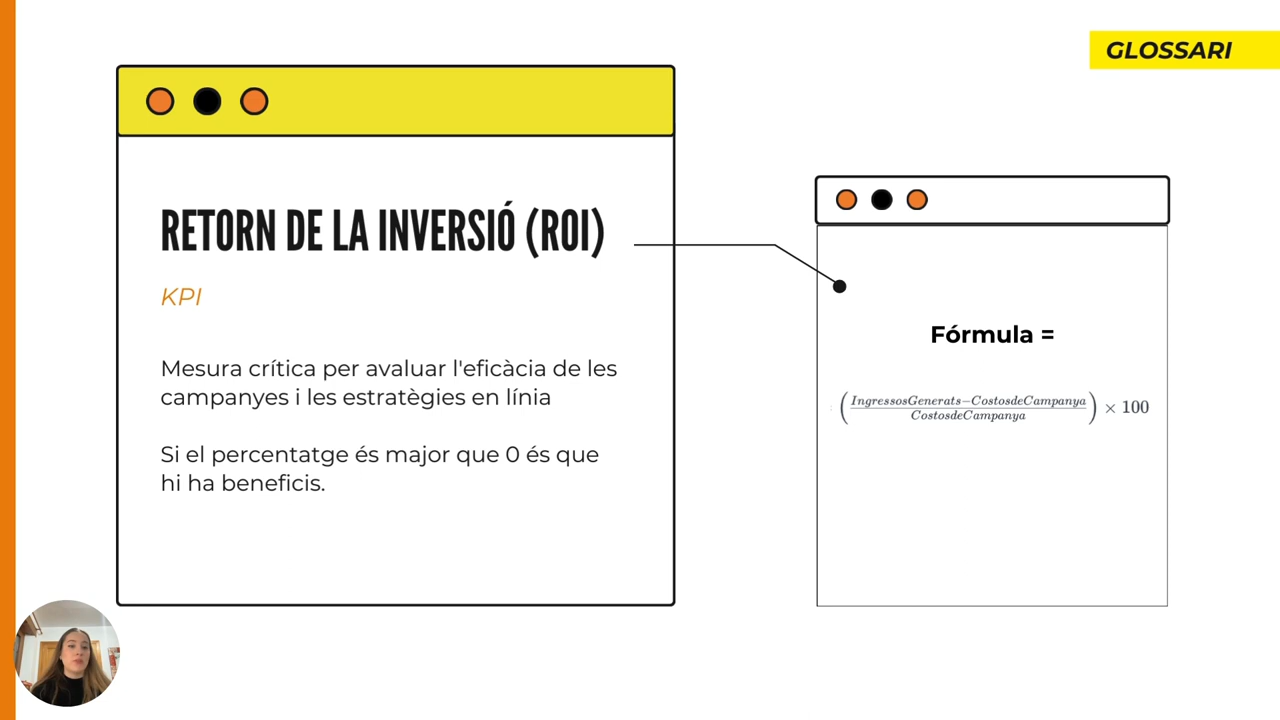 GLOSSARI
RETORN DE LA INVERSIÓ (ROI)
KPI
Mesura crítica per avaluar l'eficàcia de les
campanyes i les estratègies en línia
Si el percentatge és major que 0 és que
hi ha beneficis.
Fórmula =
: (IngressosGenerats−CostosdeCampanya / CostosdeCampanya) × 100